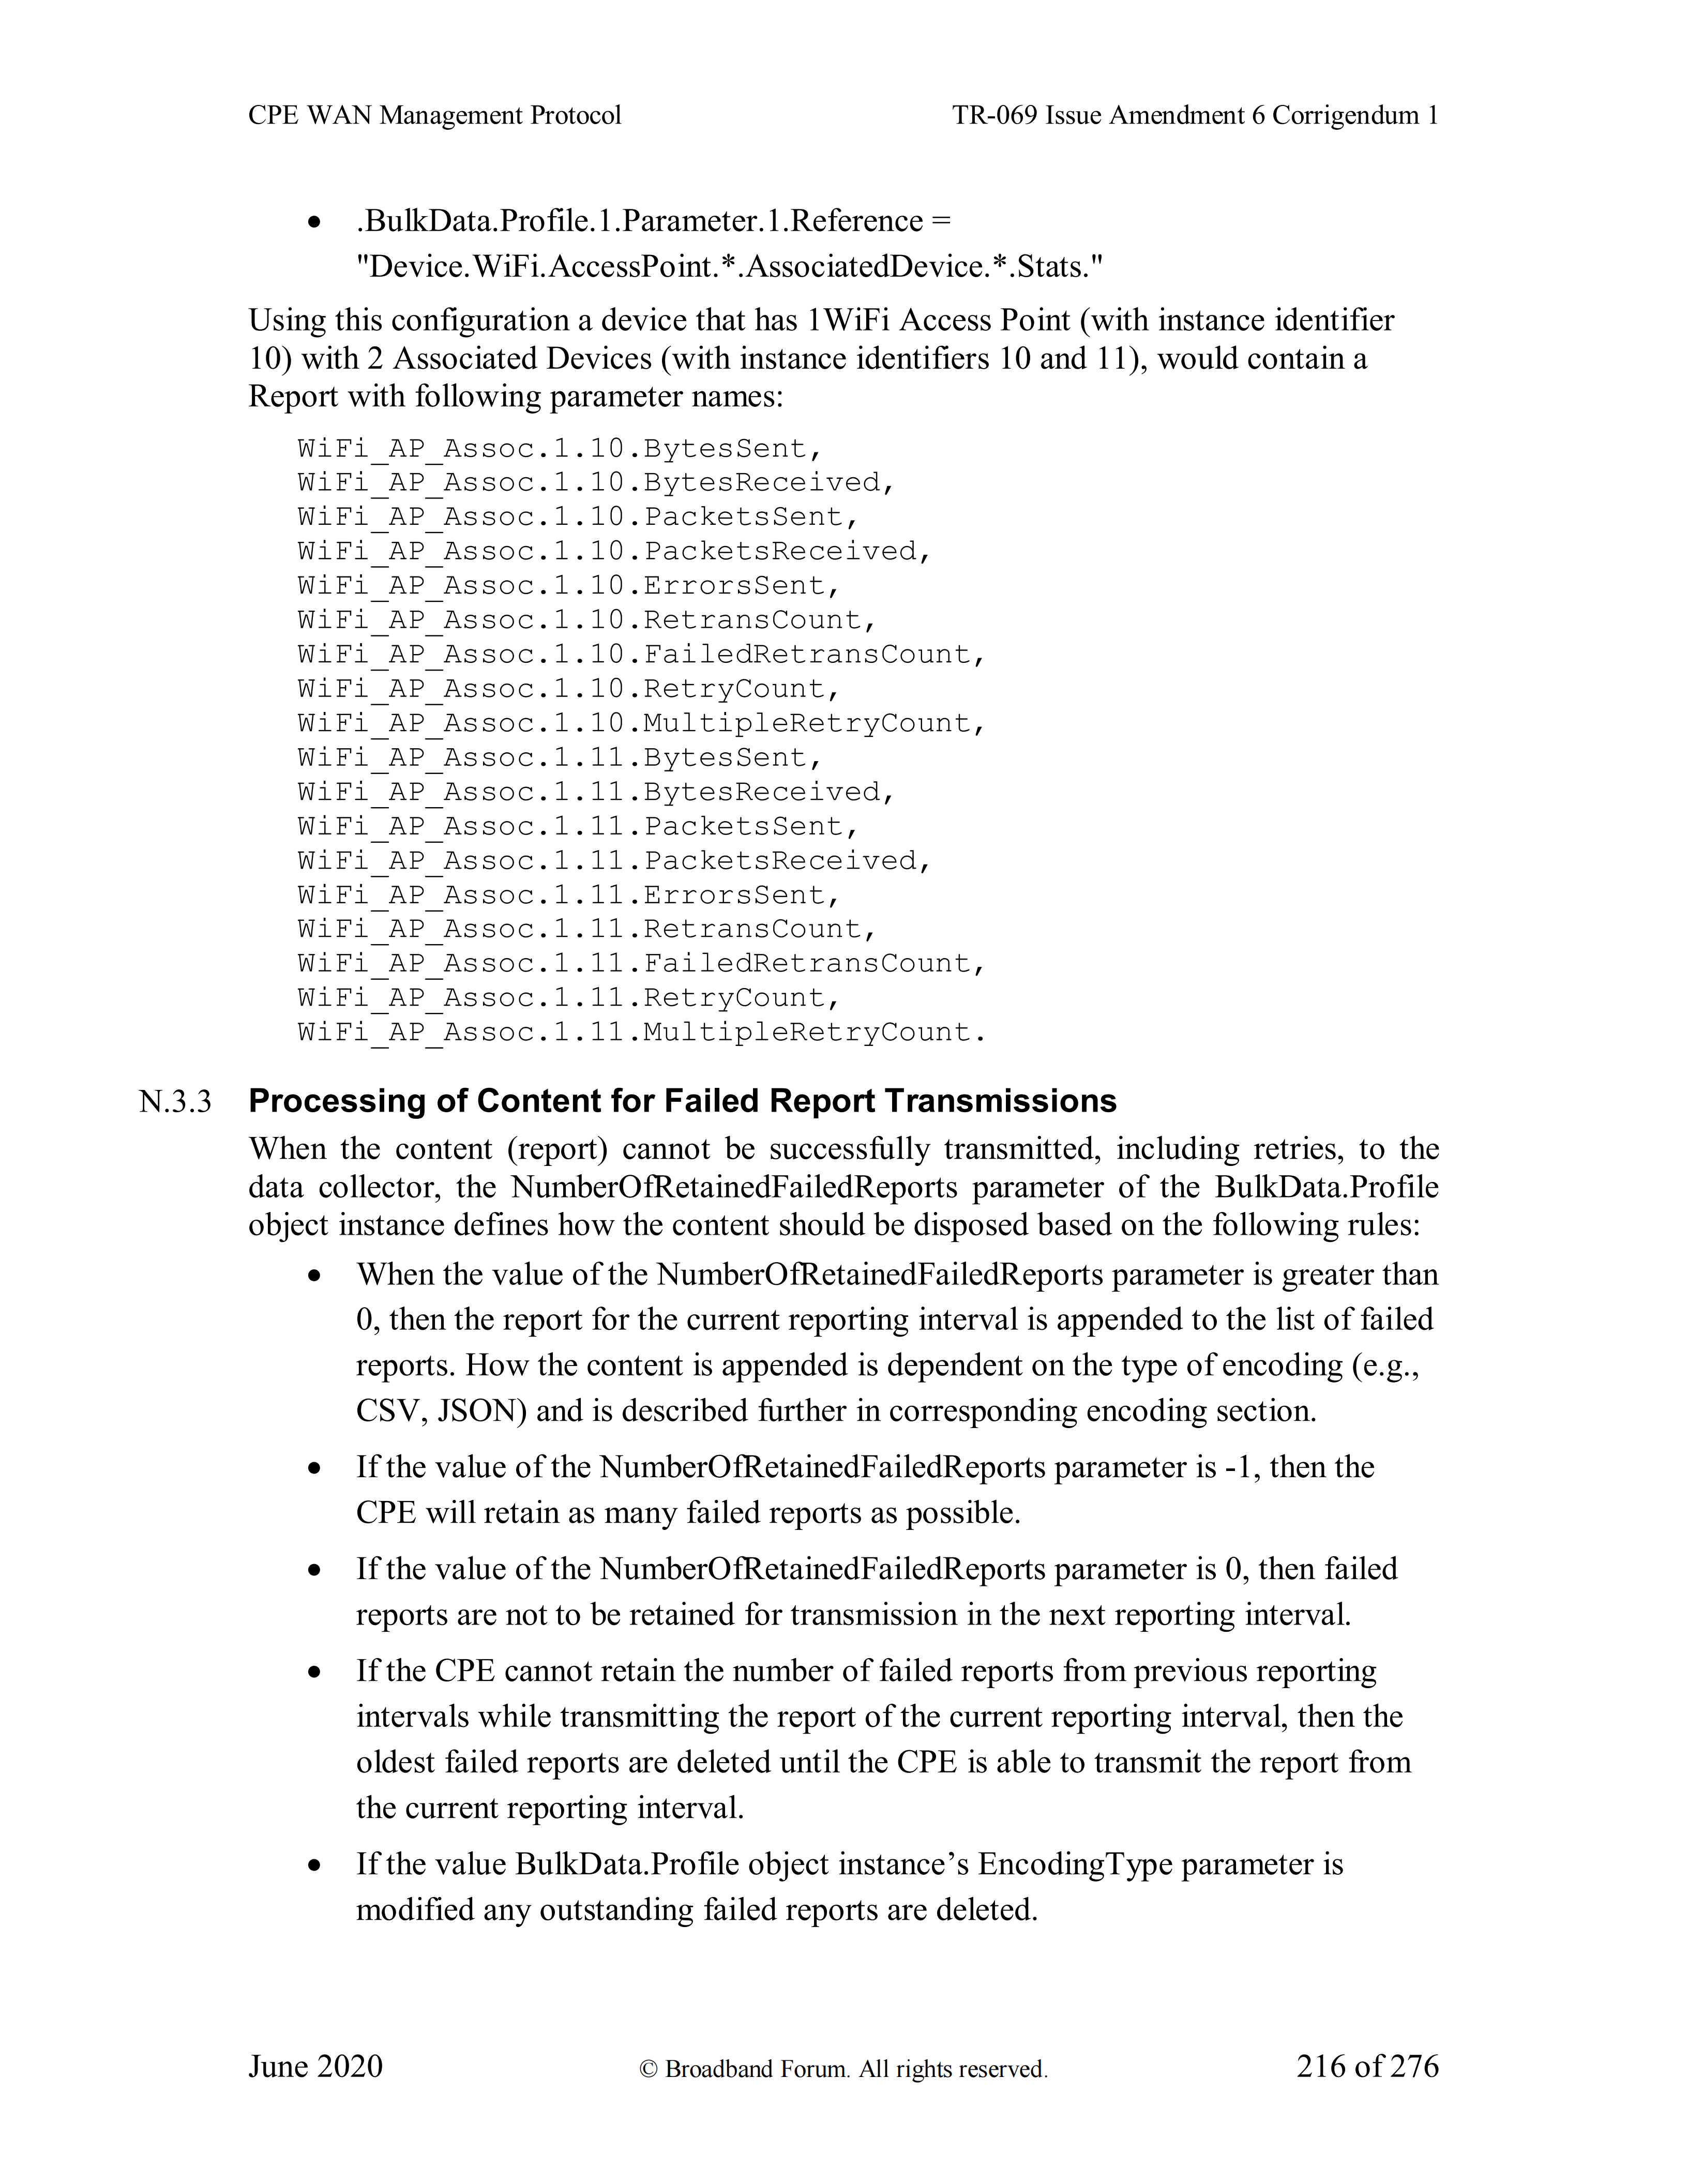 CPE WAN Management Protocol TR-069 Issue Amendment 6 Corrigendum 1
• .BulkData.Profile.1.Parameter.1.Reference =
"Device.WiFi.AccessPoint.*.AssociatedDevice.*.Stats."
Using this configuration a device that has 1WiFi Access Point (with instance identifier
10) with 2 Associated Devices (with instance identifiers 10 and 11), would contain a
Report with following parameter names:
WiFi_AP_Assoc.1.10.BytesSent,
WiFi_AP_Assoc.1.10.BytesReceived,
WiFi_AP_Assoc.1.10.PacketsSent,
WiFi_AP_Assoc.1.10.PacketsReceived,
WiFi_AP_Assoc.1.10.ErrorsSent,
WiFi_AP_Assoc.1.10.RetransCount,
WiFi_AP_Assoc.1.10.FailedRetransCount,
WiFi_AP_Assoc.1.10.RetryCount,
WiFi_AP_Assoc.1.10.MultipleRetryCount,
WiFi_AP_Assoc.1.11.BytesSent,
WiFi_AP_Assoc.1.11.BytesReceived,
WiFi_AP_Assoc.1.11.PacketsSent,
WiFi_AP_Assoc.1.11.PacketsReceived,
WiFi_AP_Assoc.1.11.ErrorsSent,
WiFi_AP_Assoc.1.11.RetransCount,
WiFi_AP_Assoc.1.11.FailedRetransCount,
WiFi_AP_Assoc.1.11.RetryCount,
WiFi_AP_Assoc.1.11.MultipleRetryCount.
N.3.3 Processing of Content for Failed Report Transmissions
When the content (report) cannot be successfully transmitted, including retries, to the
data collector, the NumberOfRetainedFailedReports parameter of the BulkData.Profile
object instance defines how the content should be disposed based on the following rules:
• When the value of the NumberOfRetainedFailedReports parameter is greater than
0, then the report for the current reporting interval is appended to the list of failed
reports. How the content is appended is dependent on the type of encoding (e.g.,
CSV, JSON) and is described further in corresponding encoding section.
• If the value of the NumberOfRetainedFailedReports parameter is -1, then the
CPE will retain as many failed reports as possible.
• If the value of the NumberOfRetainedFailedReports parameter is 0, then failed
reports are not to be retained for transmission in the next reporting interval.
• If the CPE cannot retain the number of failed reports from previous reporting
intervals while transmitting the report of the current reporting interval, then the
oldest failed reports are deleted until the CPE is able to transmit the report from
the current reporting interval.
• If the value BulkData.Profile object instance’s EncodingType parameter is
modified any outstanding failed reports are deleted.
June 2020 © Broadband Forum. All rights reserved. 216 of 276